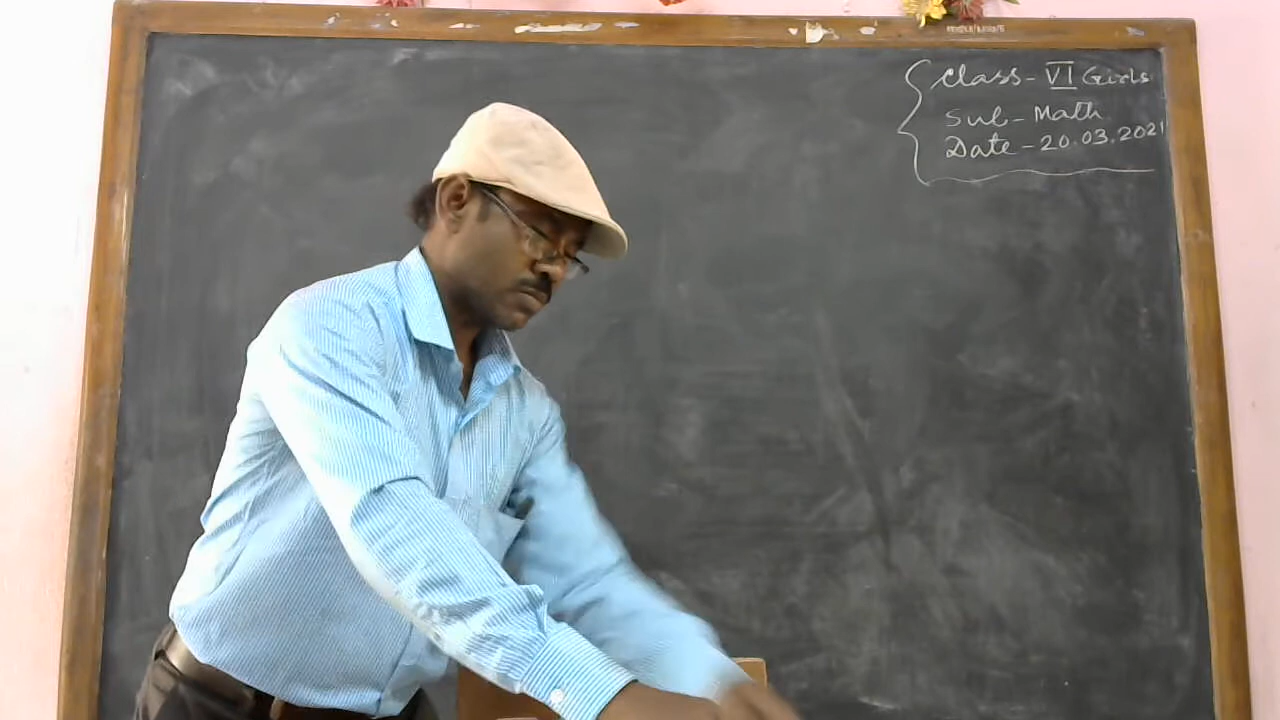 Class - VI Girls
Sub - Math
Date - 20.03.2021